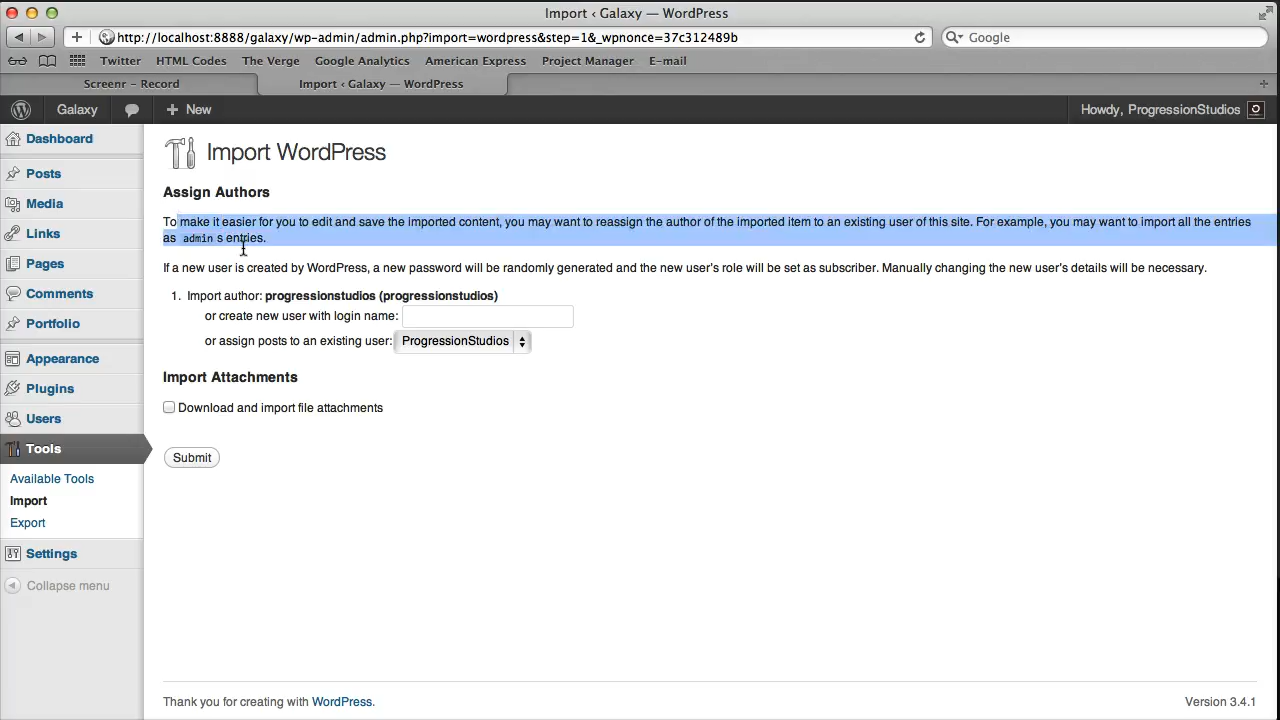 Import ‹ Galaxy — WordPress
http://localhost:8888/galaxy/wp-admin/admin.php?import=wordpress&step=1&_wpnonce=37c312489b
Google
Twitter HTML Codes The Verge Google Analytics American Express Project Manager E-mail
Screenr – Record
Import ‹ Galaxy — WordPress
Galaxy
New
Howdy, ProgressionStudios
Dashboard
Posts
Media
Links
Pages
Comments
Portfolio
Appearance
Plugins
Users
Tools
Available Tools
Import
Export
Settings
Collapse menu
Import WordPress
Assign Authors
To make it easier for you to edit and save the imported content, you may want to reassign the author of the imported item to an existing user of this site. For example, you may want to import all the entries
as admin s entries.
If a new user is created by WordPress, a new password will be randomly generated and the new user's role will be set as subscriber. Manually changing the new user's details will be necessary.
1. Import author: progressionstudios (progressionstudios)
or create new user with login name:
or assign posts to an existing user: ProgressionStudios
Import Attachments
Download and import file attachments
Submit
Thank you for creating with WordPress.
Version 3.4.1